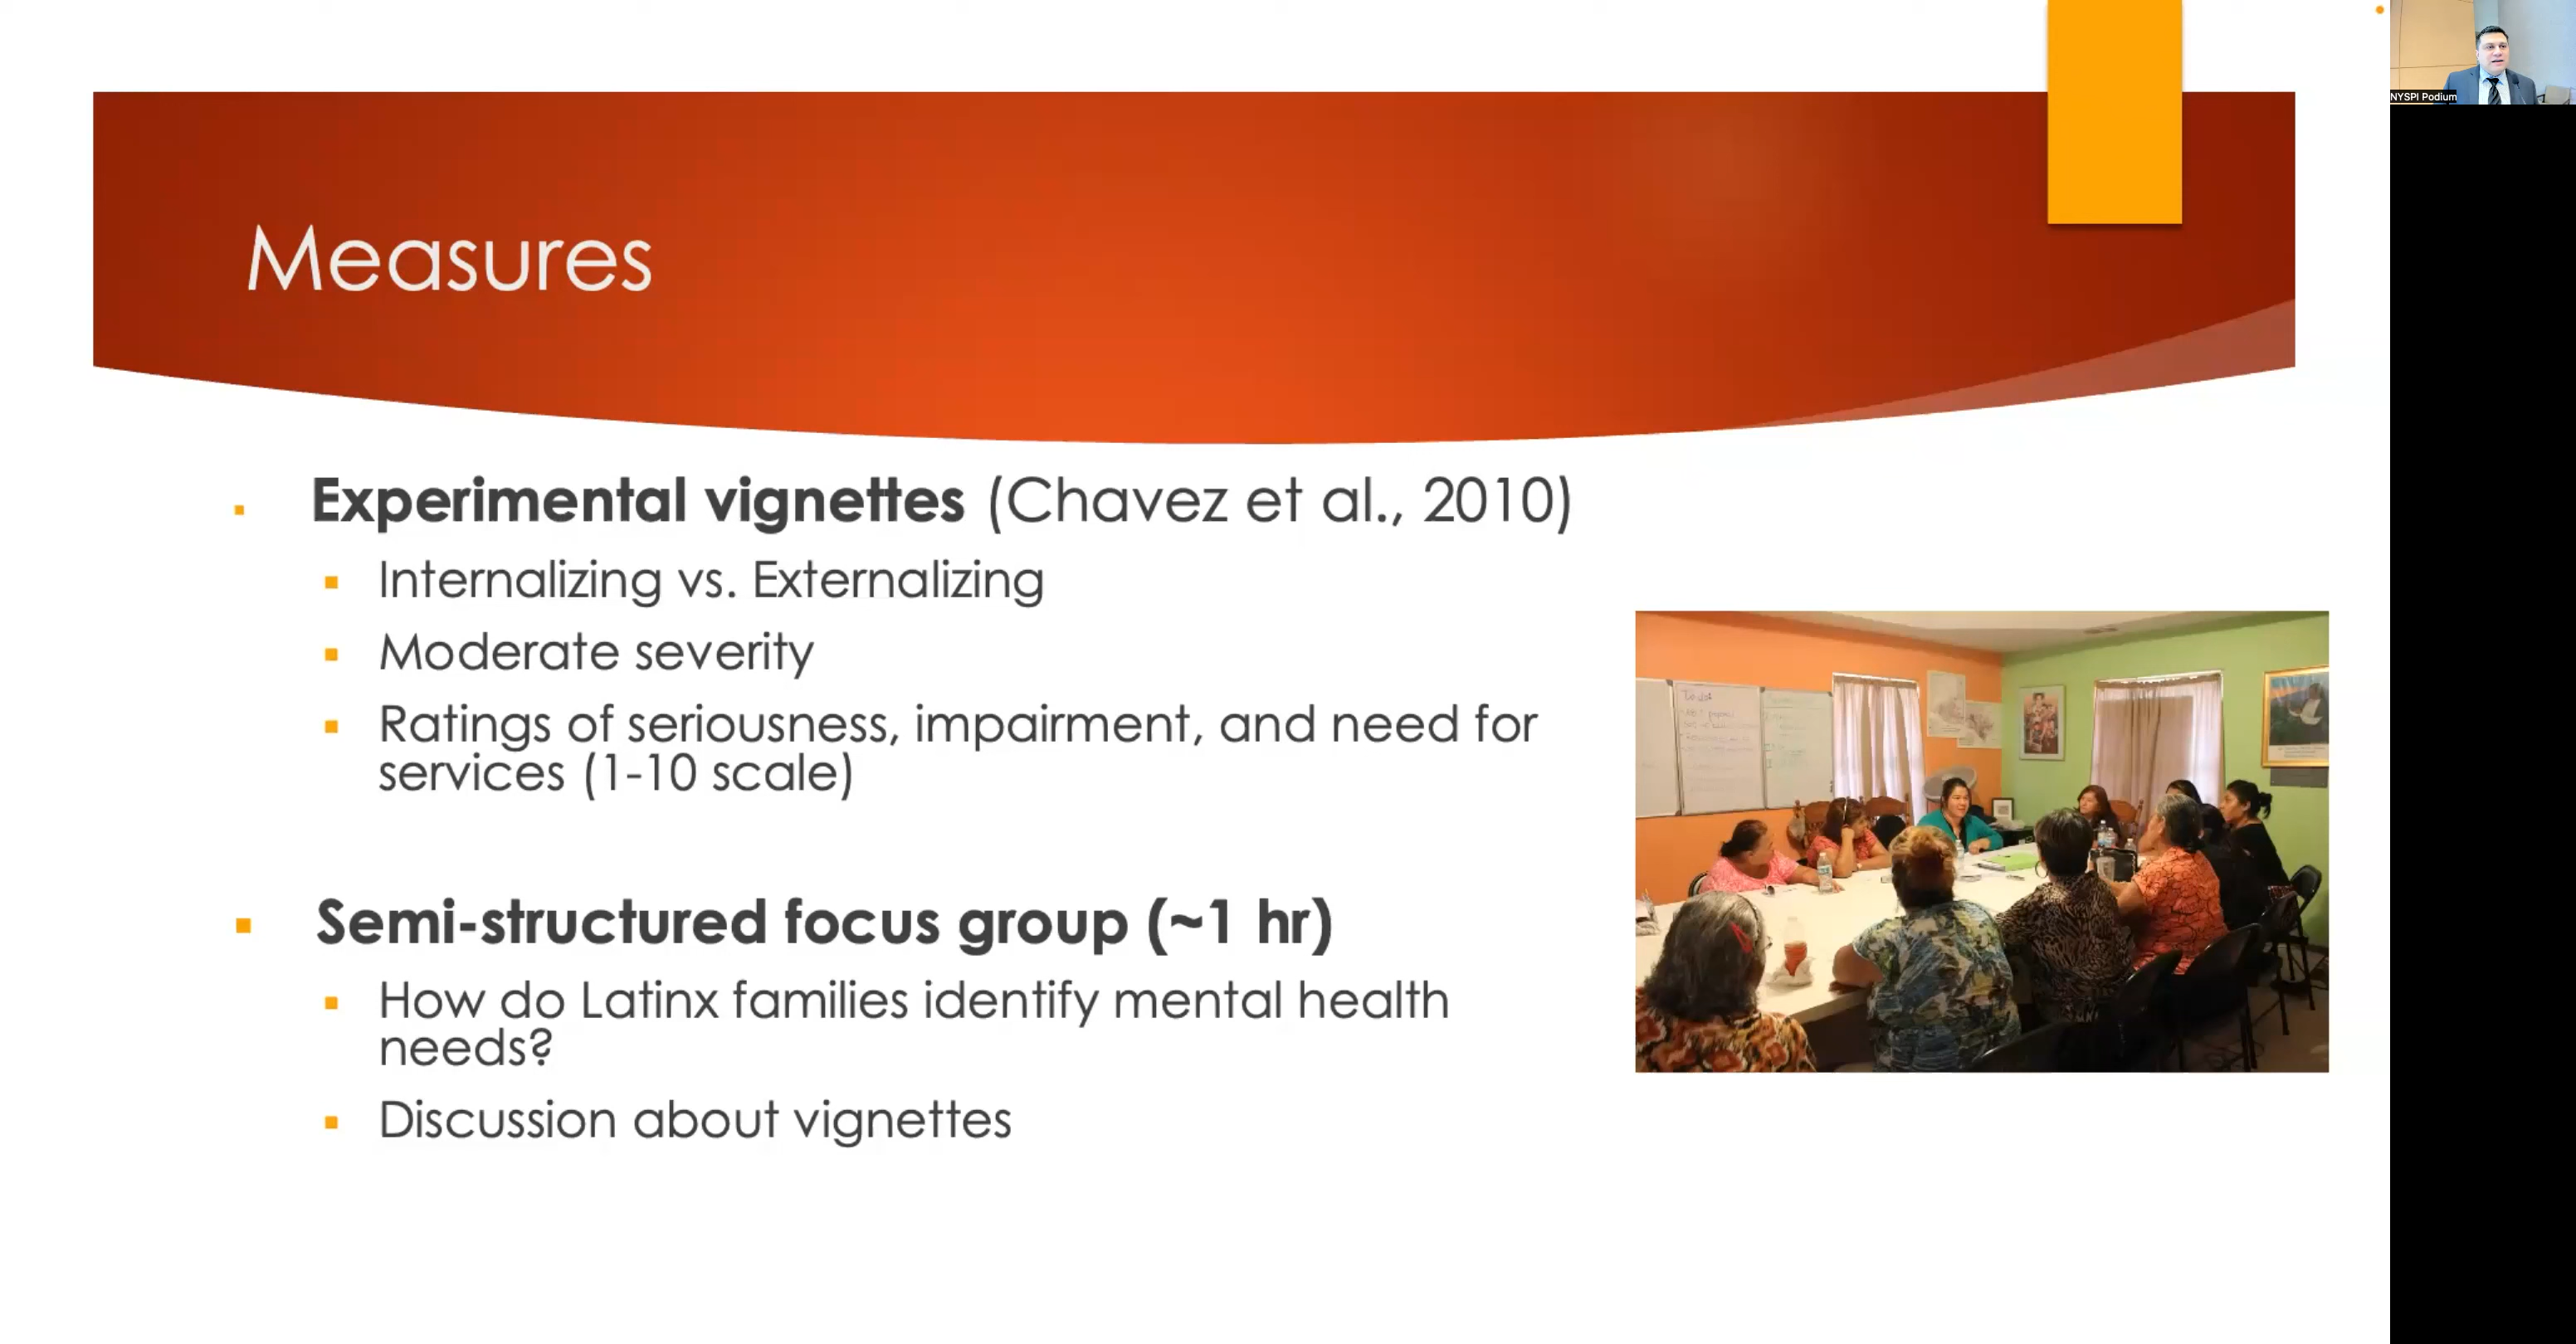 NYSPI Podium
Measures
Experimental vignettes (Chavez et al., 2010)
Internalizing vs. Externalizing
Moderate severity
Ratings of seriousness, impairment, and need for
services (1-10 scale)
To do:
Semi-structured focus group (~1 hr)
How do Latinx families identify mental health
needs?
Discussion about vignettes